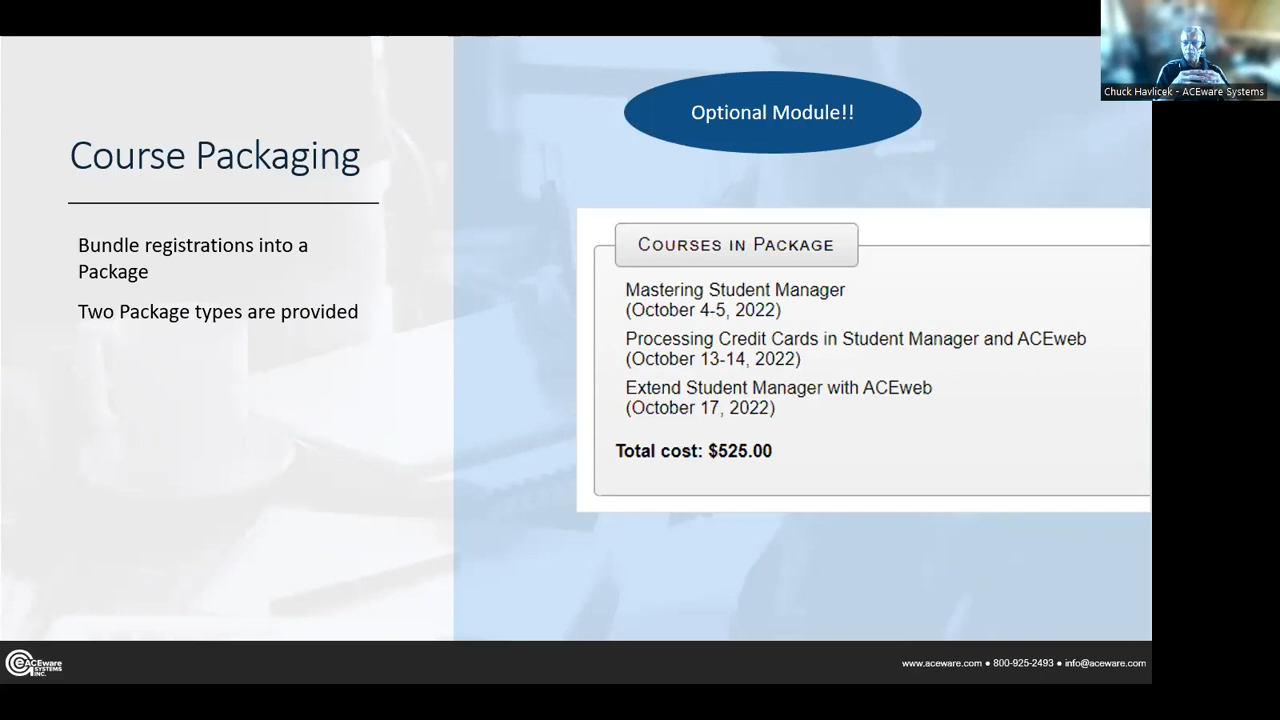 Chuck Havlicek - ACEware Systems
Optional Module!!
Course Packaging
Bundle registrations into a
Package
Two Package types are provided
Courses in Package
Mastering Student Manager
(October 4-5, 2022)
Processing Credit Cards in Student Manager and ACEweb
(October 13-14, 2022)
Extend Student Manager with ACEweb
(October 17, 2022)
Total cost: $525.00
ACEware
SYSTEMS
INC.
www.aceware.com ● 800-925-2493 ● info@aceware.com